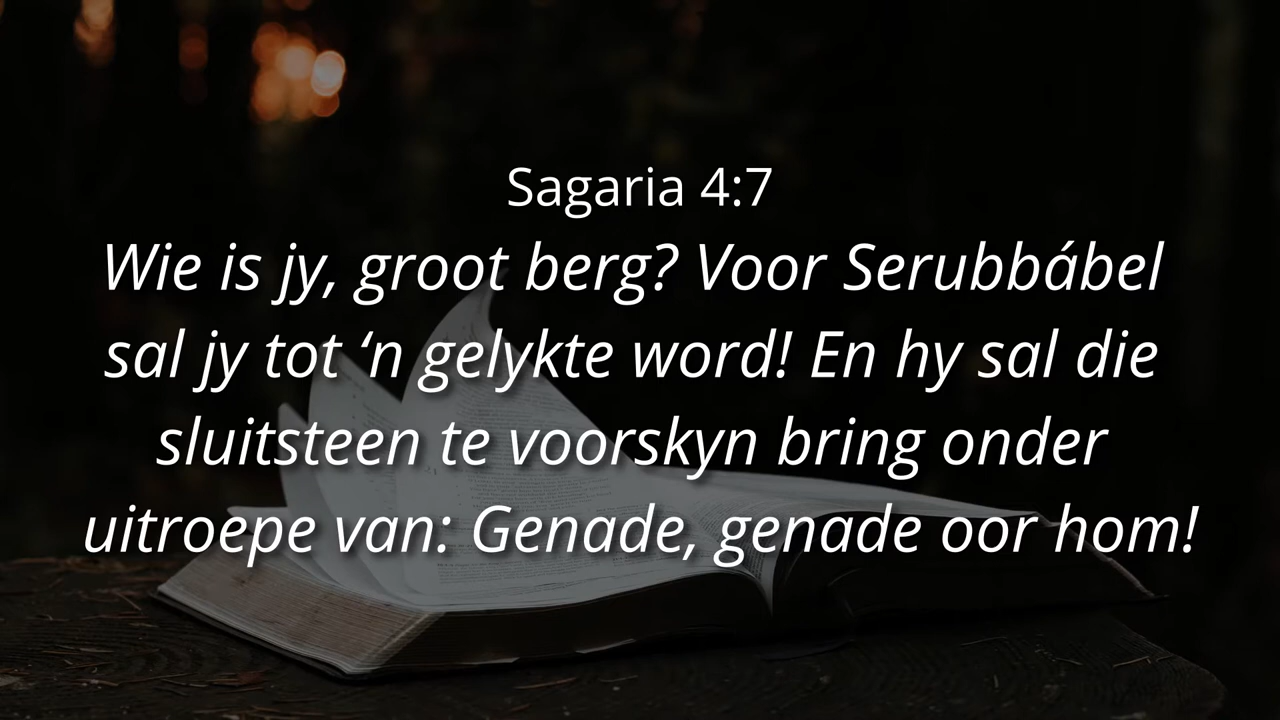 Sagaria 4:7
Wie is jy, groot berg? Voor Serubbábel
sal jy tot ‘n gelykte word! En hy sal die
sluitsteen te voorskyn bring onder
uitroepe van: Genade, genade oor hom!